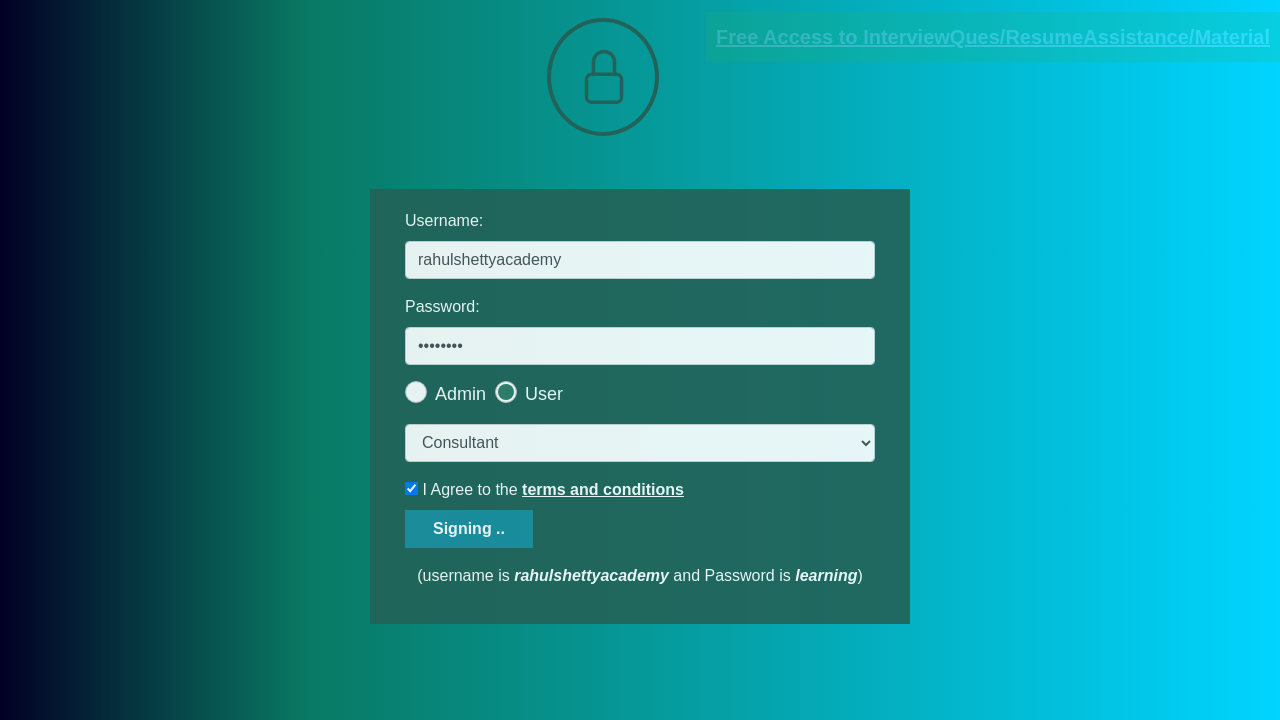 Free Access to InterviewQues/ResumeAssistance/Material
Username:
rahulshettyacademy
Password:
••••••••
Admin User
Consultant
I Agree to the terms and conditions
Signing ..
(username is rahulshettyacademy and Password is learning)